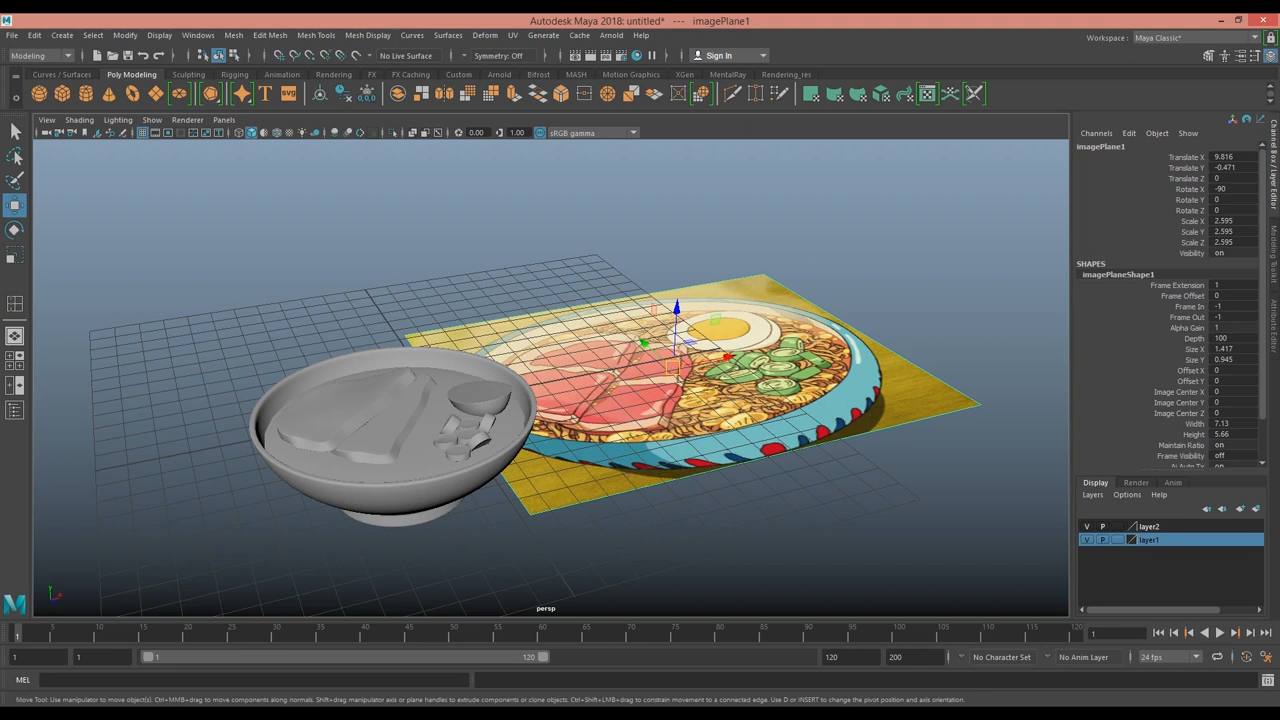 Autodesk Maya 2018: untitled* --- imagePlane1
File Edit Create Select Modify Display Windows Mesh Edit Mesh Mesh Tools Mesh Display Curves Surfaces Deform UV Generate Cache Arnold Help
Workspace : Maya Classic*
Modeling No Live Surface Symmetry: Off Sign In
Curves / Surfaces Poly Modeling Sculpting Rigging Animation Rendering FX FX Caching Custom Arnold Bifrost MASH Motion Graphics XGen MentalRay Rendering_res
View Shading Lighting Show Renderer Panels
0.00 1.00 sRGB gamma
Channels Edit Object Show
imagePlane1
Translate X 9.816
Translate Y -0.471
Translate Z 0
Rotate X -90
Rotate Y 0
Rotate Z 0
Scale X 2.595
Scale Y 2.595
Scale Z 2.595
Visibility on
SHAPES
imagePlaneShape1
Frame Extension 1
Frame Offset 0
Frame In -1
Frame Out -1
Alpha Gain 1
Depth 100
Size X 1.417
Size Y 0.945
Offset X 0
Offset Y 0
Image Center X 0
Image Center Y 0
Image Center Z 0
Width 7.13
Height 5.66
Maintain Ratio on
Frame Visibility off
Display Render Anim
Layers Options Help
V P layer2
V P layer1
Channel Box / Layer Editor
Modeling Toolkit
Attribute Editor
persp
5 10 15 20 25 30 35 40 45 50 55 60 65 70 75 80 85 90 95 100 105 110 115 120
1 1
1 1 1 120 120 200 No Character Set No Anim Layer 24 fps
MEL
Move Tool: Use manipulator to move object(s). Ctrl+MMB+drag to move components along normals. Shift+drag manipulator axis or plane handles to extrude components or clone objects. Ctrl+Shift+LMB+drag to constrain movement to a connected edge. Use D or INSERT to change the pivot position and axis orientation.